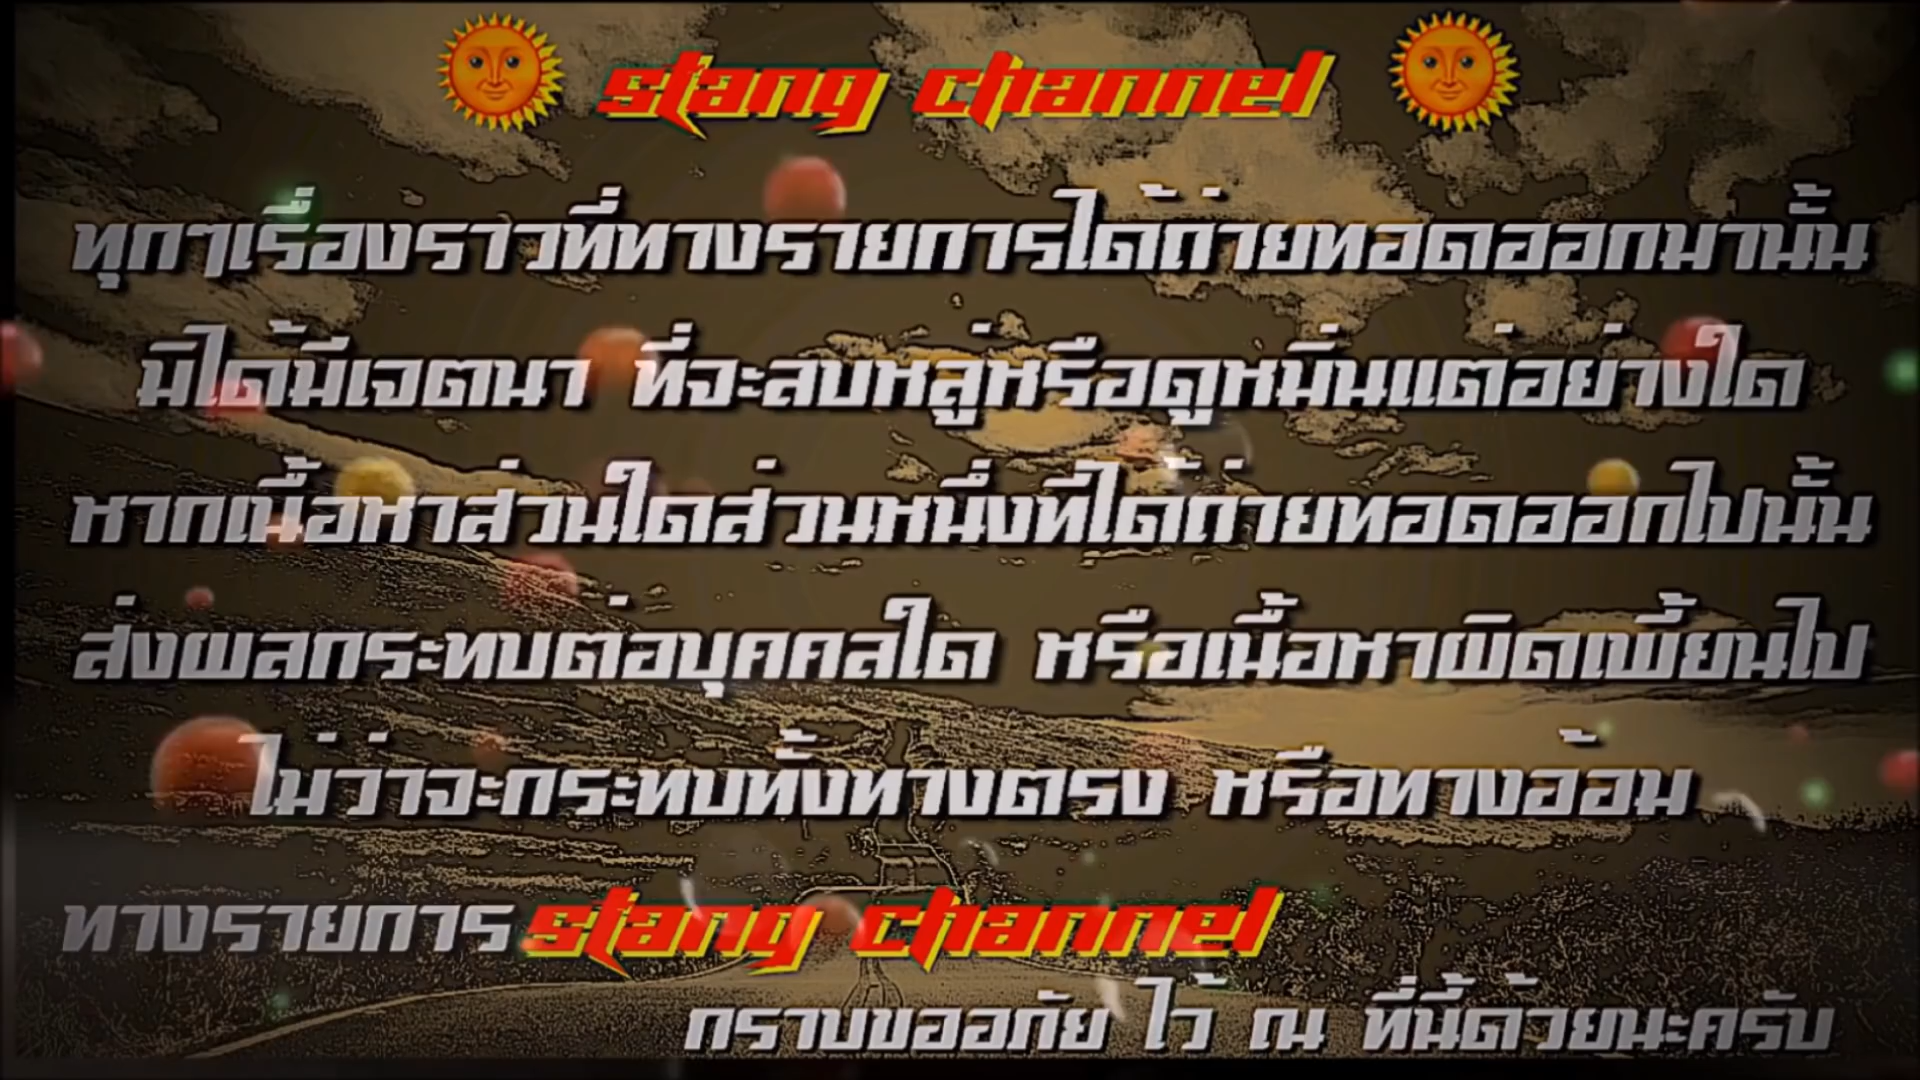 stang channel
ทุกๆเรื่องราวที่ทางรายการได้ถ่ายทอดออกมานั้น
มิได้มีเจตนา ที่จะลบหลู่หรือดูหมิ่นแต่อย่างใด
หากเนื้อหาส่วนใดส่วนหนึ่งที่ได้ถ่ายทอดออกไปนั้น
ส่งผลกระทบต่อบุคคลใด หรือเนื้อหาผิดเพี้ยนไป
ไม่ว่าจะกระทบทั้งทางตรง หรือทางอ้อม
ทางรายการ stang channel
กราบขออภัย ไว้ ณ ที่นี้ด้วยนะครับ